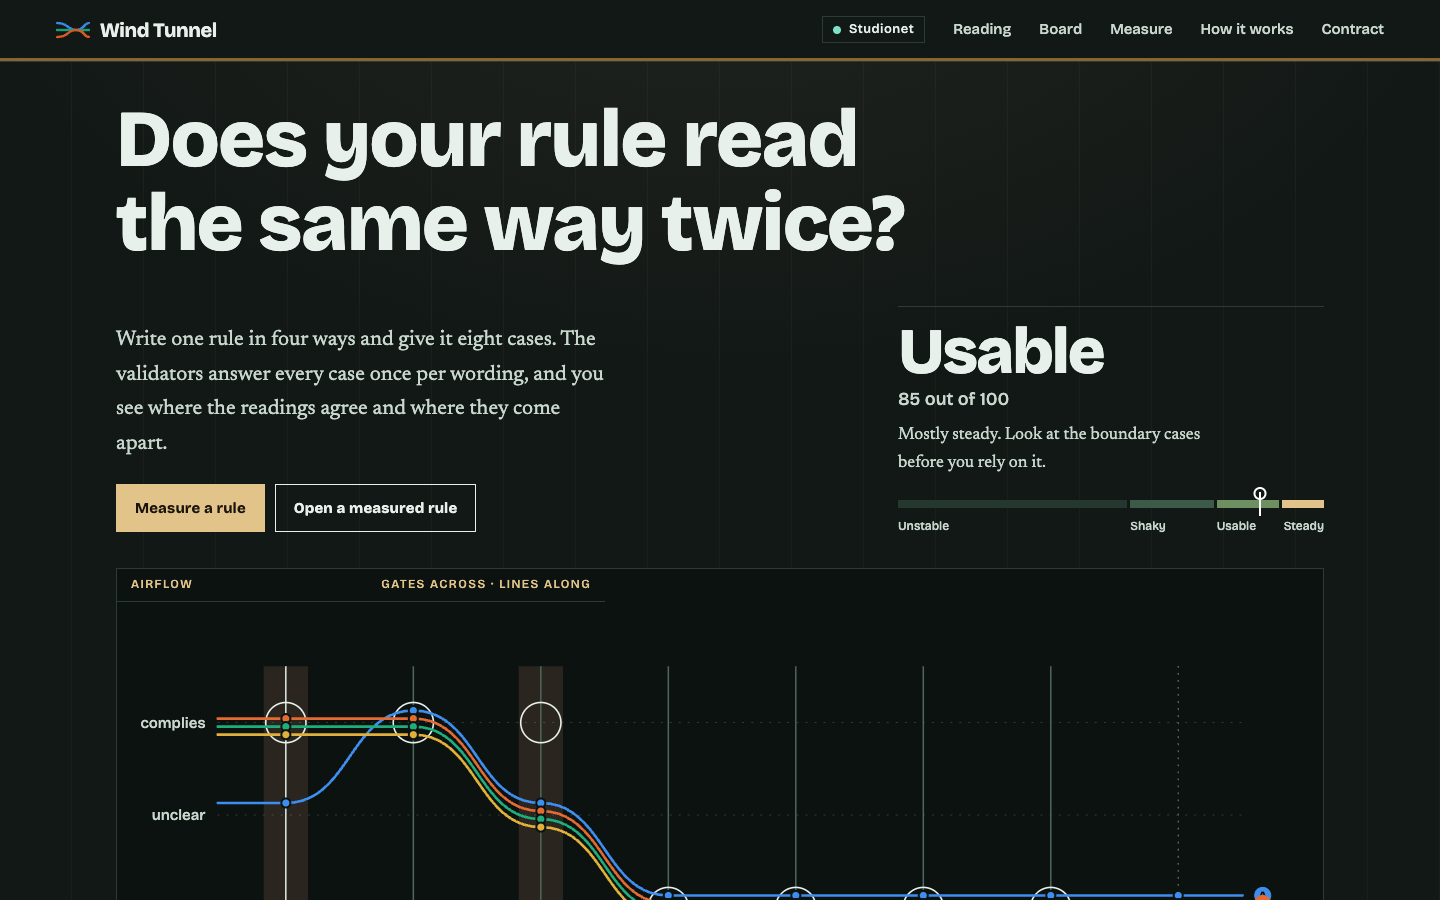 Wind Tunnel
Studionet
Reading
Board
Measure
How it works
Contract
Does your rule read
the same way twice?
Write one rule in four ways and give it eight cases. The
validators answer every case once per wording, and you
see where the readings agree and where they come
apart.
Measure a rule
Open a measured rule
Usable
85 out of 100
Mostly steady. Look at the boundary cases
before you rely on it.
Unstable
Shaky
Usable
Steady
AIRFLOW
GATES ACROSS · LINES ALONG
complies
unclear